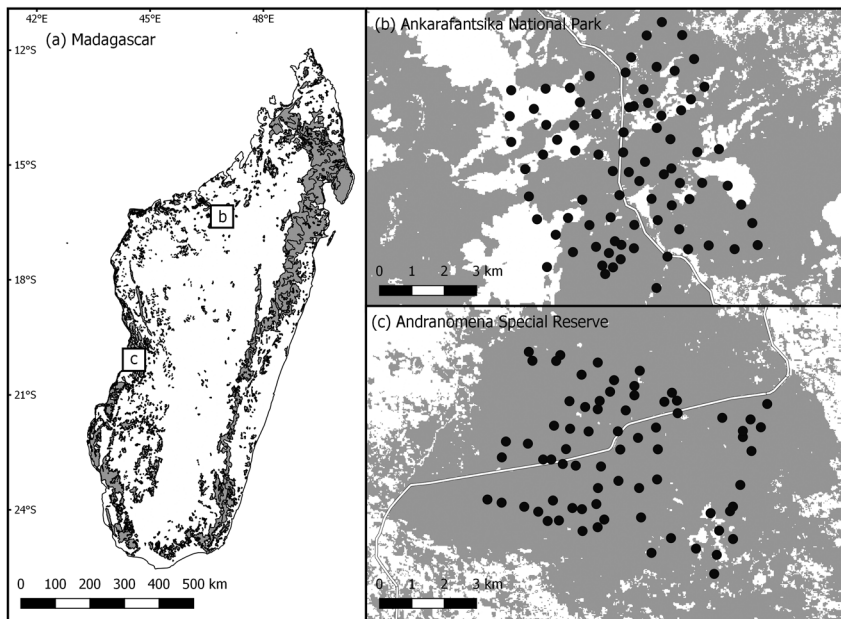 42°E 45°E 48°E
(a) Madagascar
12°S
15°S
b
18°S
c
21°S
24°S
0 100 200 300 400 500 km
(b) Ankarafantsika National Park
0 1 2 3 km
(c) Andranomena Special Reserve
0 1 2 3 km